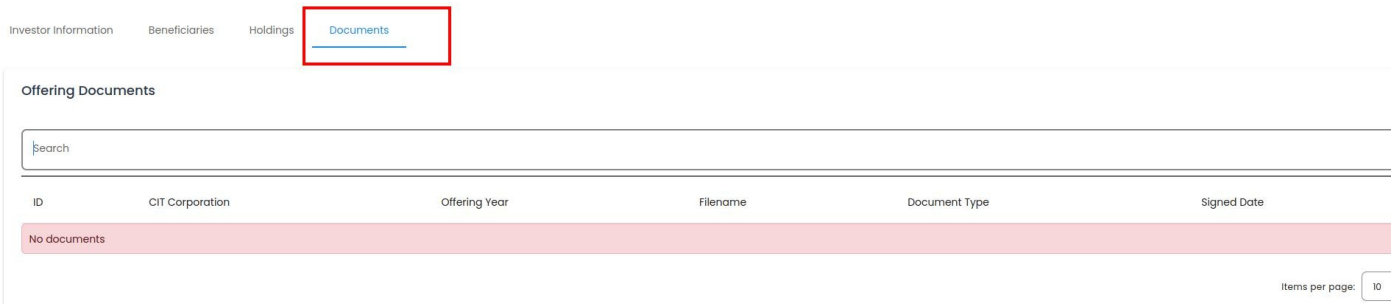 Investor Information Beneficiaries Holdings Documents
Offering Documents
Search
ID CIT Corporation Offering Year Filename Document Type Signed Date
No documents
Items per page: 10